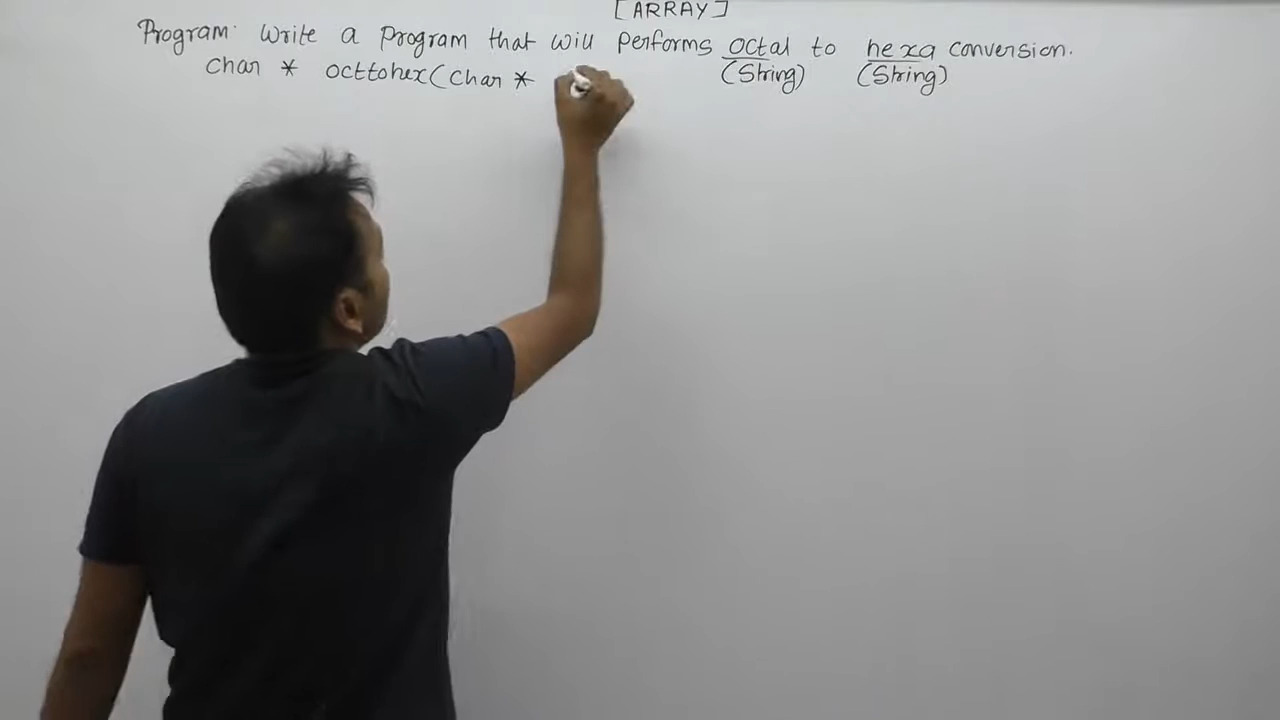 [ARRAY]
Program: Write a program that will performs octal to hexa conversion.
char * octtohex(char * (String) (String)